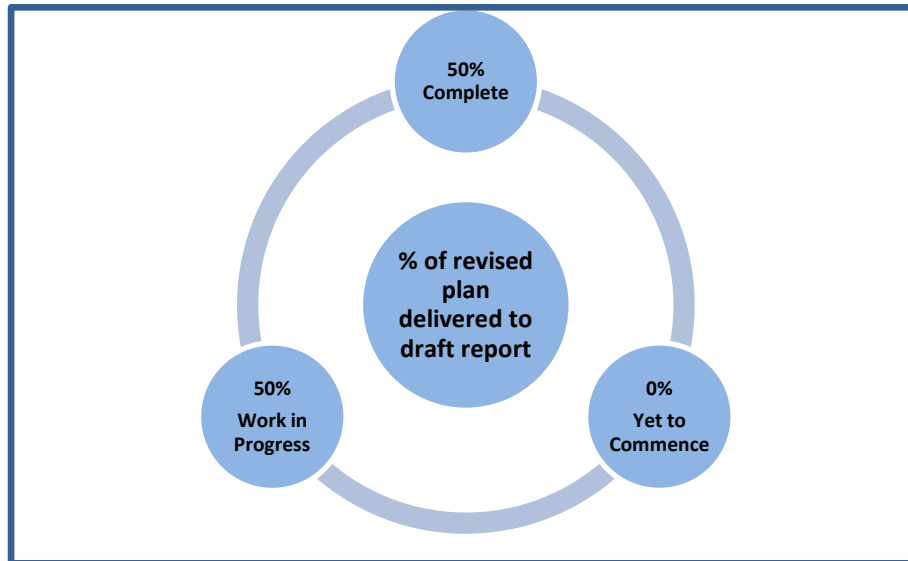 50%
Complete
% of revised
plan
delivered to
draft report
50%
Work in
Progress
0%
Yet to
Commence